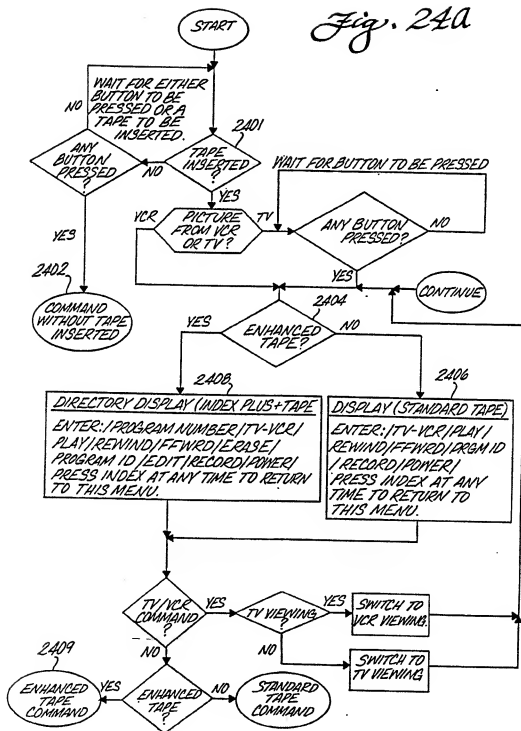 Fig. 24a
START
WAIT FOR EITHER
BUTTON TO BE
PRESSED OR A
TAPE TO BE
INSERTED.
NO
2401
ANY
BUTTON
PRESSED
?
NO
TAPE
INSERTED
?
WAIT FOR BUTTON TO BE PRESSED
YES
VCR
PICTURE
FROM VCR
OR TV?
TV
ANY BUTTON
PRESSED?
NO
YES
2402
YES
COMMAND
WITHOUT TAPE
INSERTED
2404
CONTINUE
YES
ENHANCED
TAPE?
NO
2408
DIRECTORY DISPLAY (INDEX PLUS+TAPE
ENTER:/PROGRAM NUMBER/TV-VCR/
PLAY/REWIND/FFWRD/ERASE/
PROGRAM ID/EDIT/RECORD/POWER/
PRESS INDEX AT ANY TIME TO RETURN
TO THIS MENU.
2406
DISPLAY (STANDARD TAPE)
ENTER:/TV-VCR/PLAY/
REWIND/FFWRD/PRGM ID
/RECORD/POWER/
PRESS INDEX AT ANY
TIME TO RETURN TO
THIS MENU.
TV/VCR
COMMAND
?
YES
TV VIEWING
?
YES
SWITCH TO
VCR VIEWING.
NO
NO
SWITCH TO
TV VIEWING
2409
ENHANCED
TAPE
COMMAND
YES
ENHANCED
TAPE
?
NO
STANDARD
TAPE
COMMAND